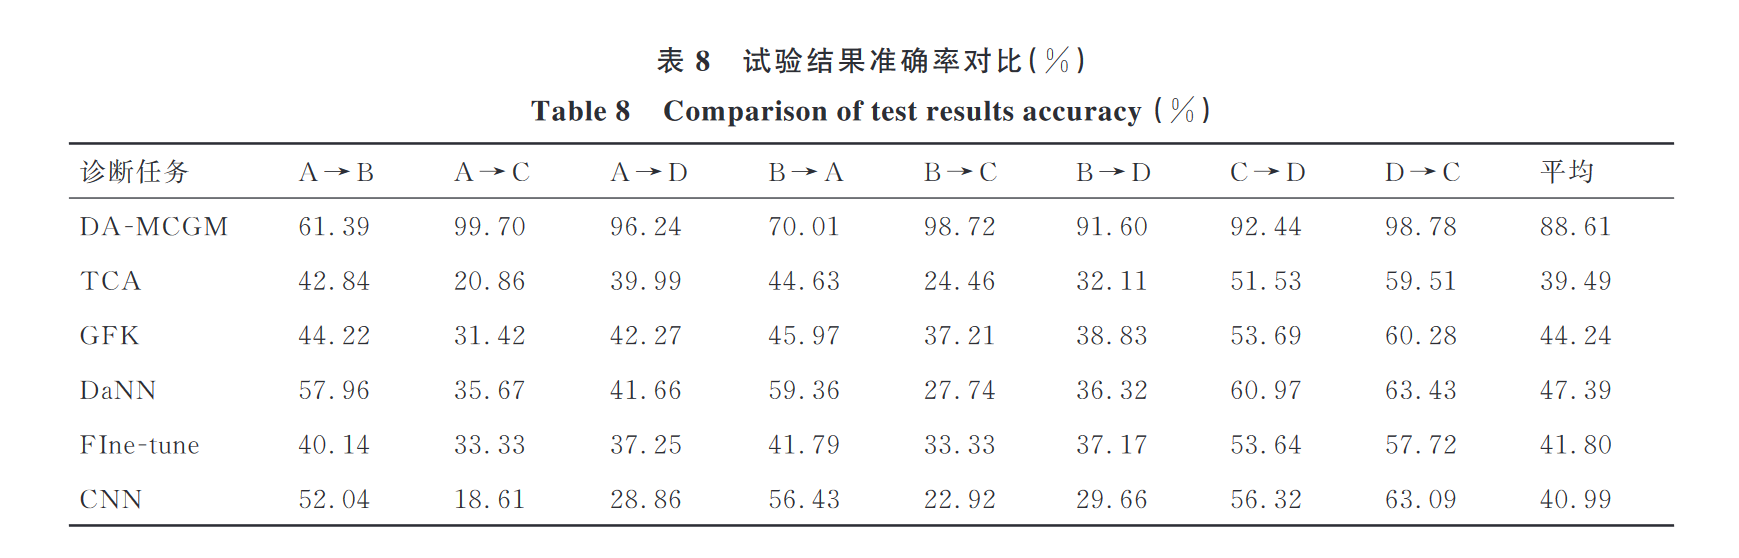 表 8 试验结果准确率对比(%)
Table 8 Comparison of test results accuracy (%)
诊断任务 A→B A→C A→D B→A B→C B→D C→D D→C 平均
DA-MCGM 61.39 99.70 96.24 70.01 98.72 91.60 92.44 98.78 88.61
TCA 42.84 20.86 39.99 44.63 24.46 32.11 51.53 59.51 39.49
GFK 44.22 31.42 42.27 45.97 37.21 38.83 53.69 60.28 44.24
DaNN 57.96 35.67 41.66 59.36 27.74 36.32 60.97 63.43 47.39
FIne-tune 40.14 33.33 37.25 41.79 33.33 37.17 53.64 57.72 41.80
CNN 52.04 18.61 28.86 56.43 22.92 29.66 56.32 63.09 40.99